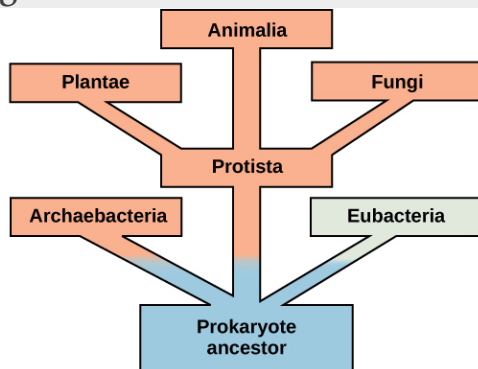 Animalia
Plantae
Fungi
Protista
Archaebacteria
Eubacteria
Prokaryote
ancestor